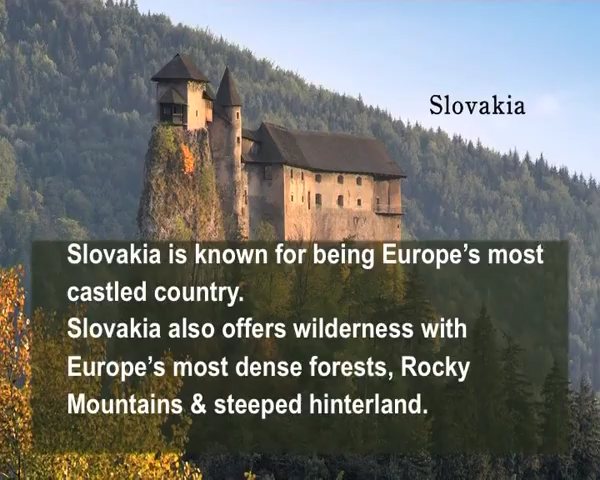 Slovakia
Slovakia is known for being Europe’s most
castled country.
Slovakia also offers wilderness with
Europe’s most dense forests, Rocky
Mountains & steeped hinterland.